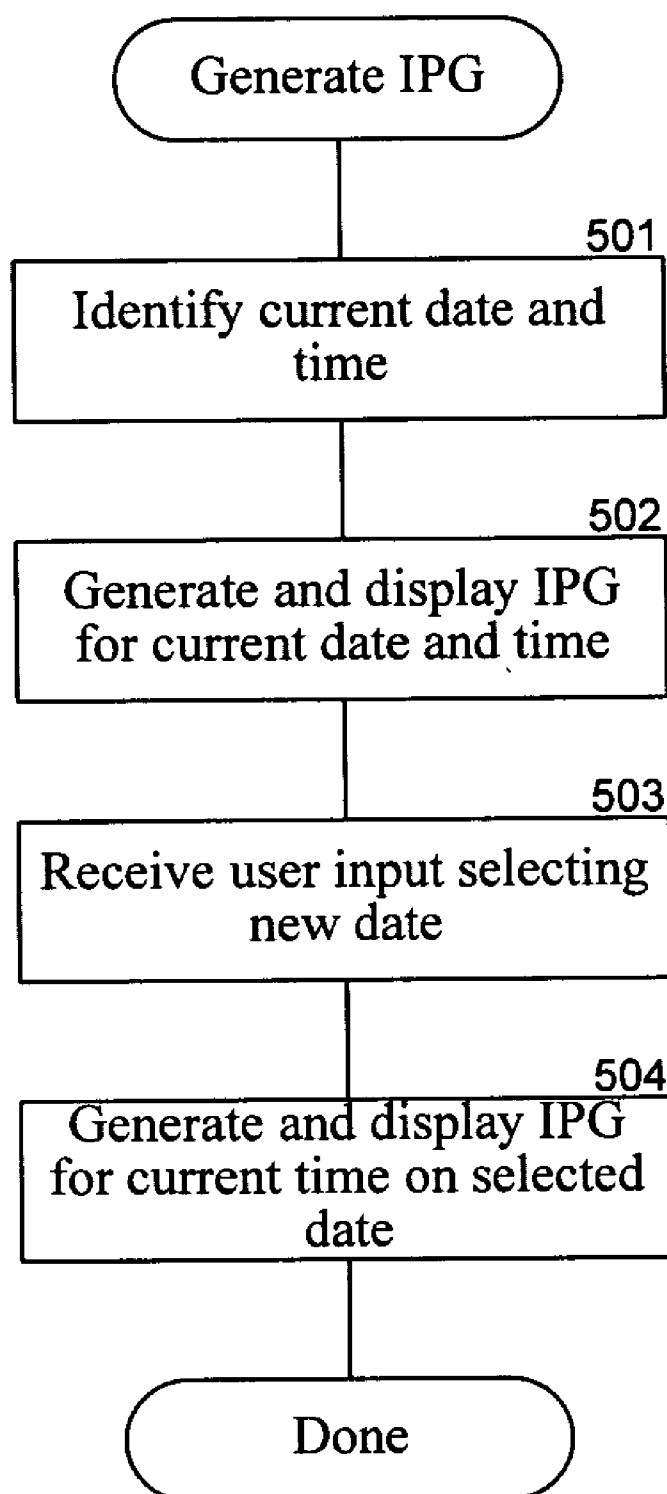 Generate IPG
501
Identify current date and
time
502
Generate and display IPG
for current date and time
503
Receive user input selecting
new date
504
Generate and display IPG
for current time on selected
date
Done